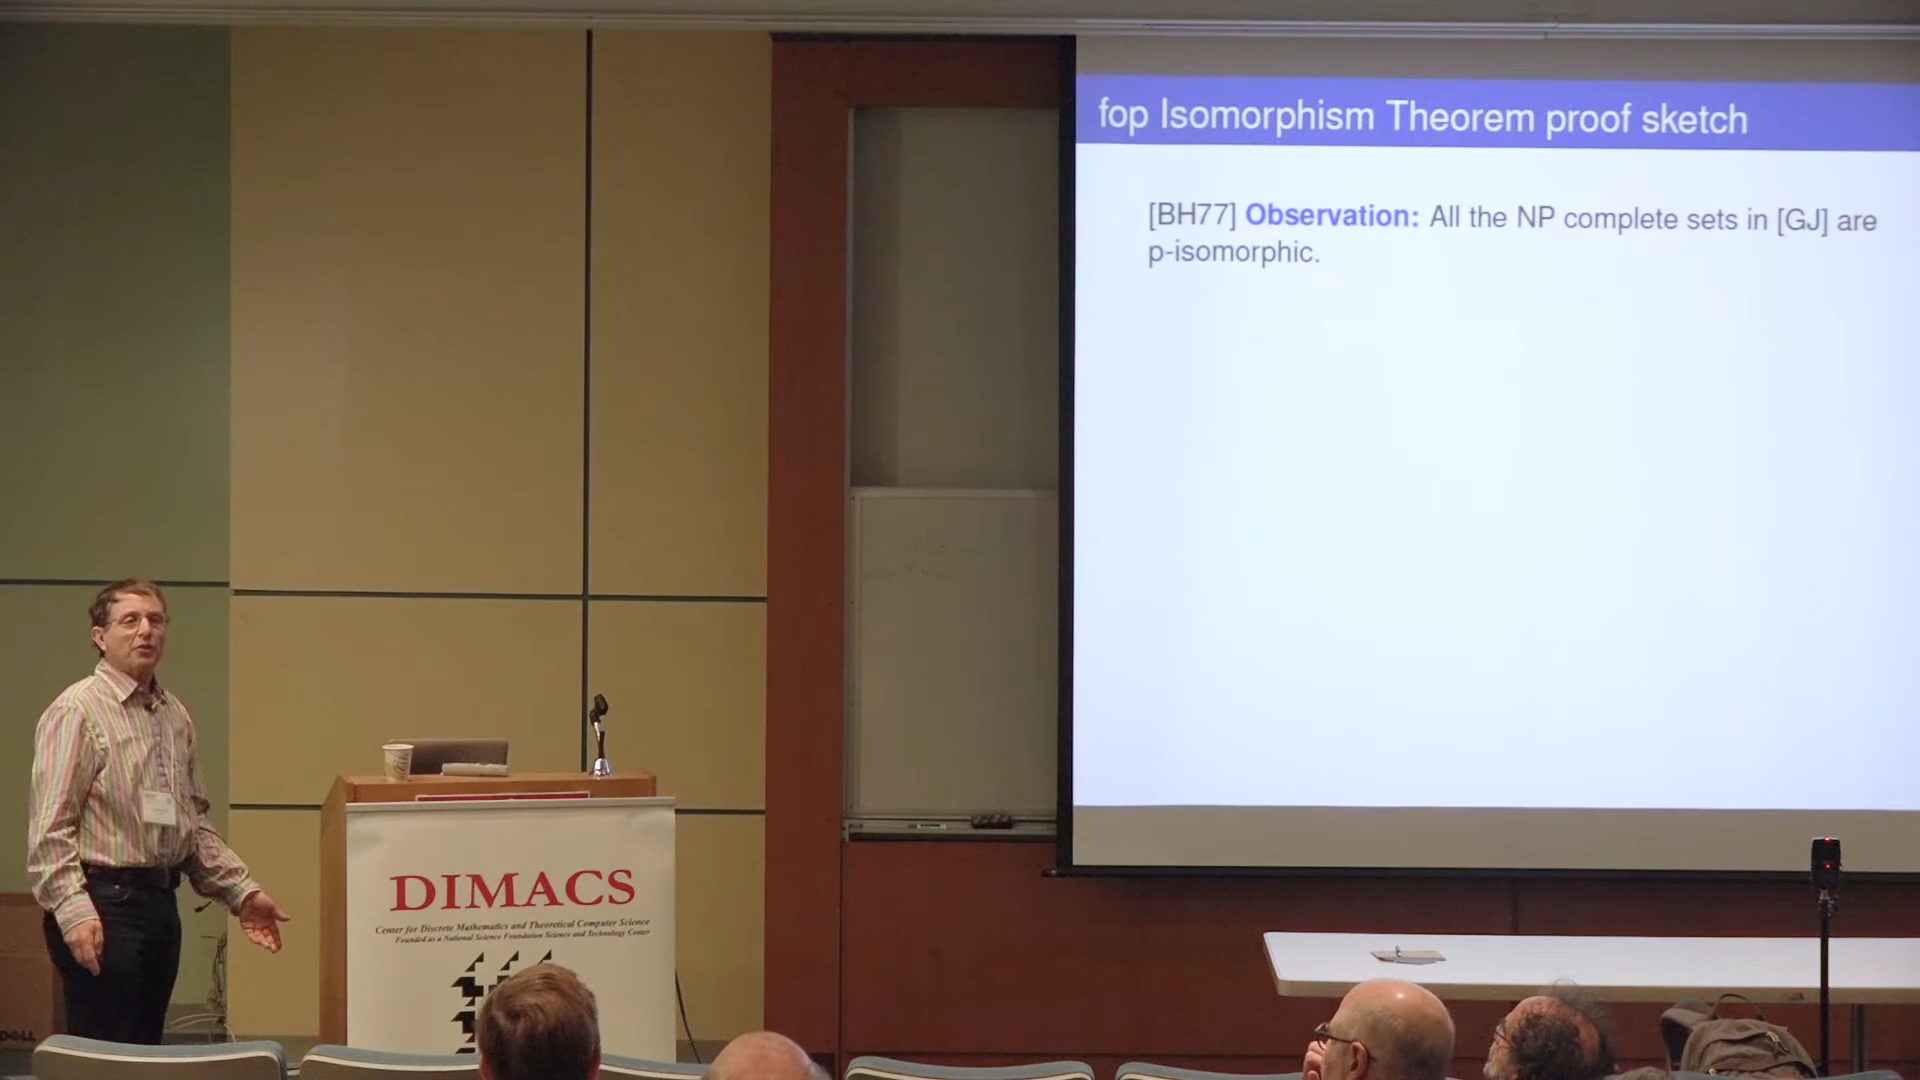 fop Isomorphism Theorem proof sketch
[BH77] Observation: All the NP complete sets in [GJ] are
p-isomorphic.
DIMACS
Center for Discrete Mathematics and Theoretical Computer Science
Founded as a National Science Foundation Science and Technology Center
DELL